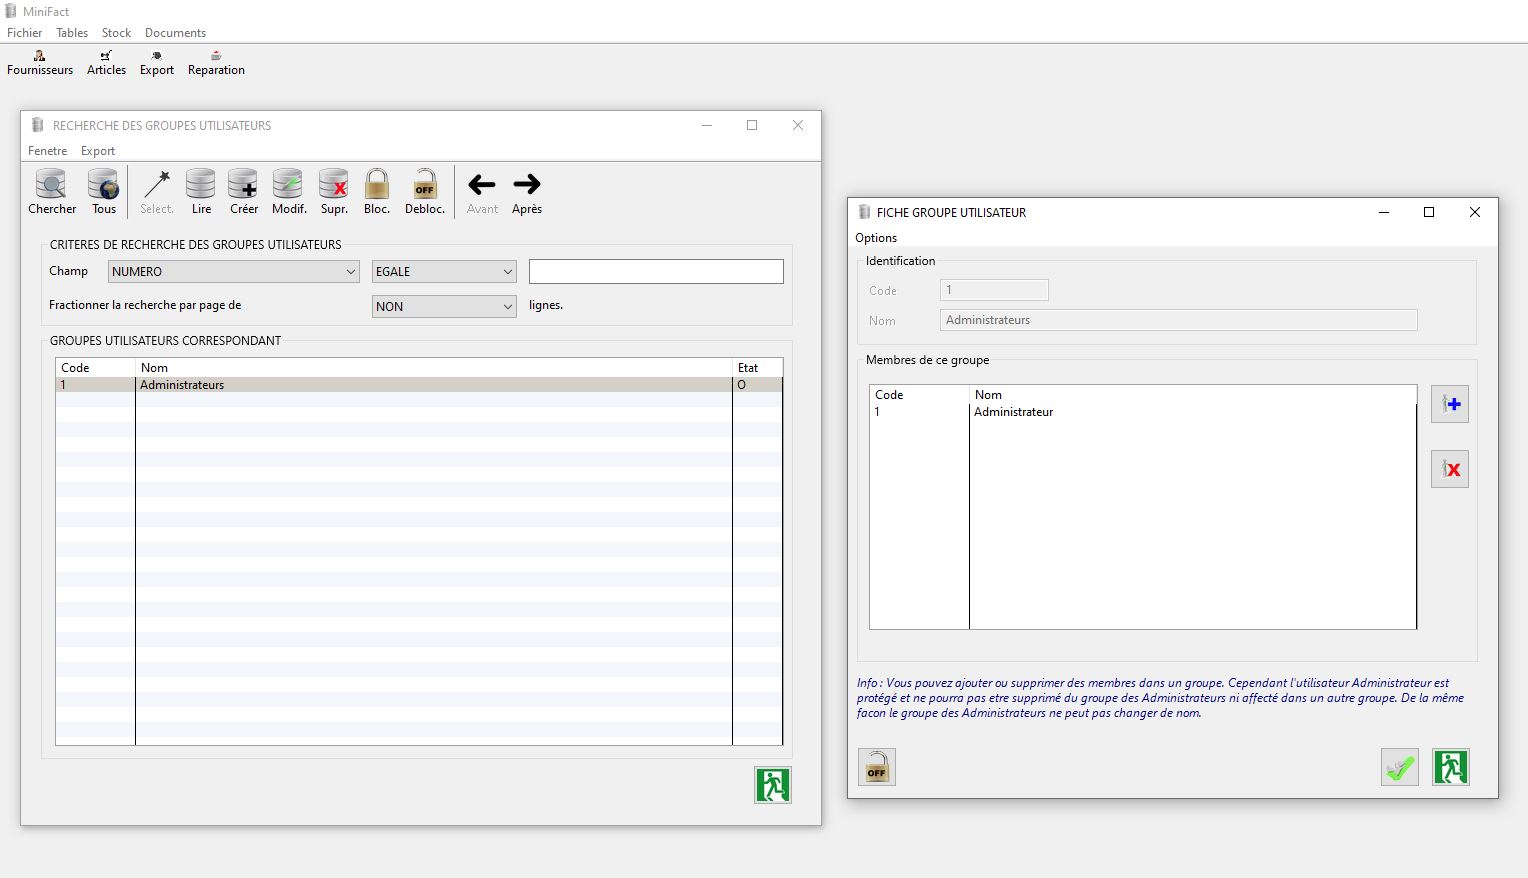 MiniFact
Fichier Tables Stock Documents
Fournisseurs Articles Export Reparation
RECHERCHE DES GROUPES UTILISATEURS
Fenetre Export
Chercher Tous Select. Lire Créer Modif. Supr. Bloc. OFF Debloc. Avant Après
CRITERES DE RECHERCHE DES GROUPES UTILISATEURS
Champ NUMERO EGALE
Fractionner la recherche par page de NON lignes.
GROUPES UTILISATEURS CORRESPONDANT
Code Nom Etat
1 Administrateurs O
FICHE GROUPE UTILISATEUR
Options
Identification
Code 1
Nom Administrateurs
Membres de ce groupe
Code Nom
1 Administrateur
Info : Vous pouvez ajouter ou supprimer des membres dans un groupe. Cependant l'utilisateur Administrateur est
protégé et ne pourra pas etre supprimé du groupe des Administrateurs ni affecté dans un autre groupe. De la même
facon le groupe des Administrateurs ne peut pas changer de nom.
OFF